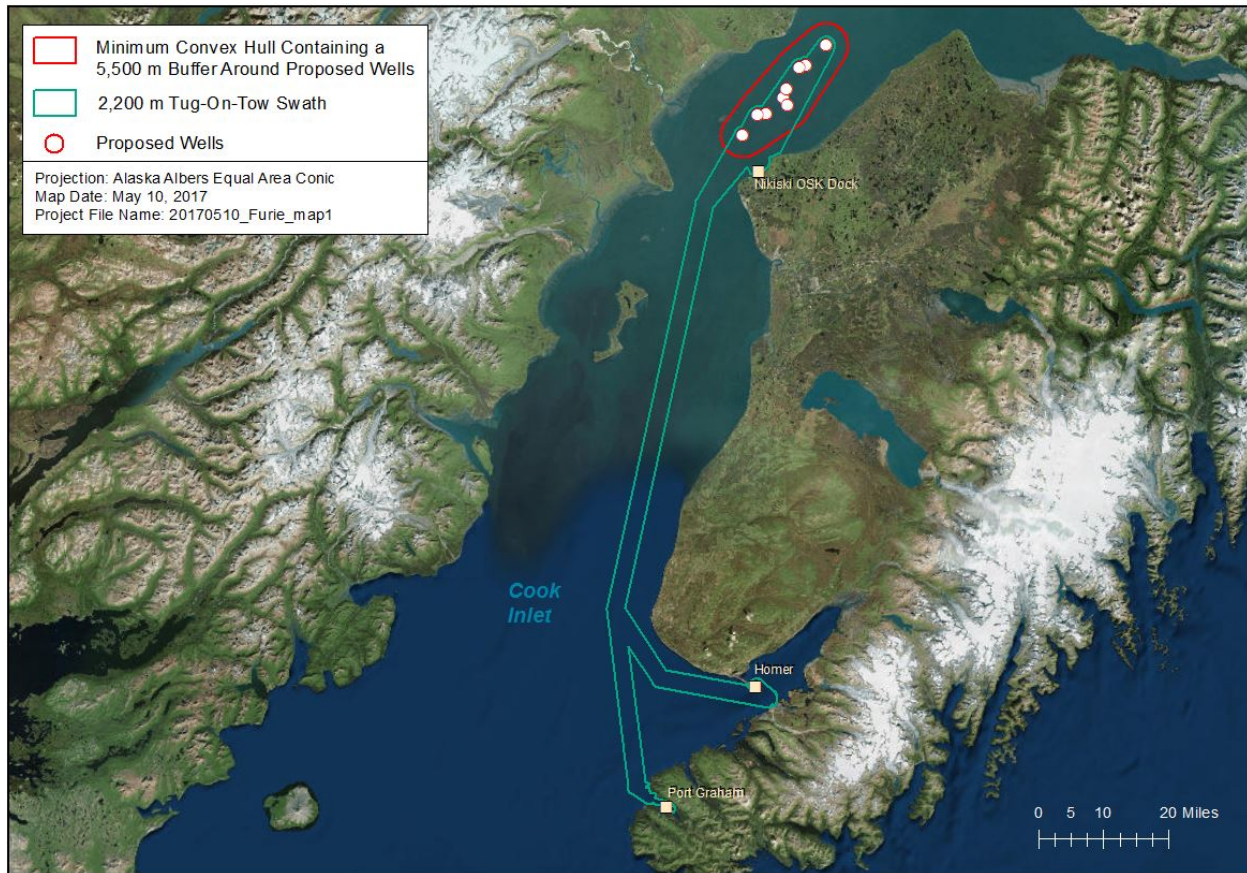 Minimum Convex Hull Containing a
5,500 m Buffer Around Proposed Wells
2,200 m Tug-On-Tow Swath
Proposed Wells
Projection: Alaska Albers Equal Area Conic
Map Date: May 10, 2017
Project File Name: 20170510_Furie_map1
Nikiski OSK Dock
Cook
Inlet
Homer
Port Graham
0 5 10 20 Miles